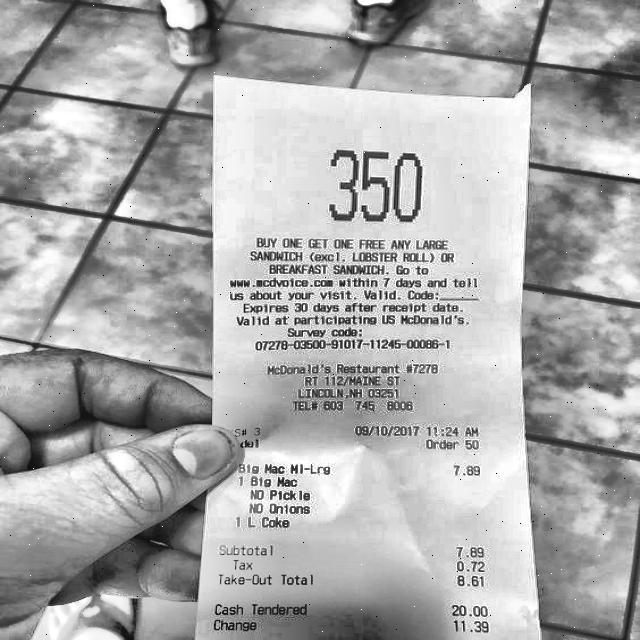 350
BUY ONE GET ONE FREE ANY LARGE
SANDWICH (excl. LOBSTER ROLL) OR
BREAKFAST SANDWICH. Go to
www.mcdvoice.com within 7 days and tell
us about your visit. Valid. Code:______
Expires 30 days after receipt date.
Valid at participating US McDonald's.
Survey code:
07278-03500-91017-11245-00086-1
McDonald's Restaurant #7278
RT 112/MAINE ST
LINCOLN,NH 03251
TEL# 603 745 8006
S# 3 09/10/2017 11:24 AM
Order 50
Big Mac Ml-Lrg 7.89
1 Big Mac
NO Pickle
NO Onions
1 L Coke
Subtotal 7.89
Tax 0.72
Take-Out Total 8.61
Cash Tendered 20.00
Change 11.39